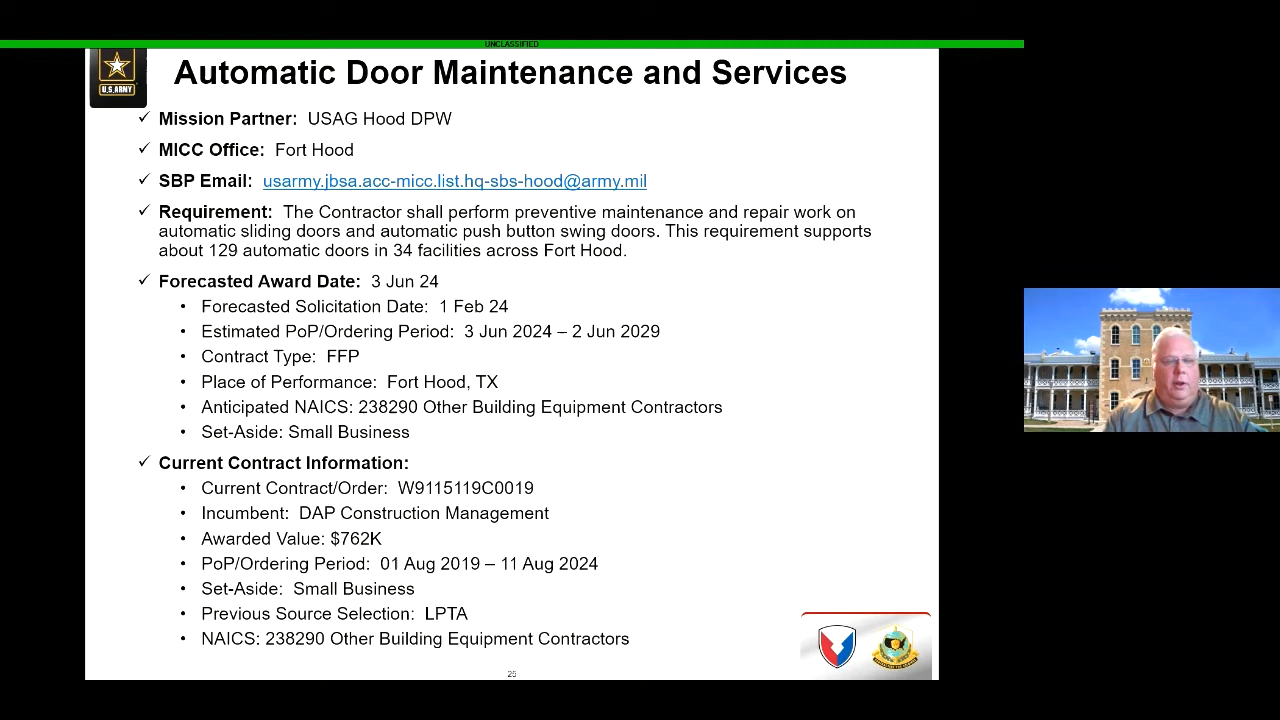 UNCLASSIFIED
U.S.ARMY
Automatic Door Maintenance and Services
✓ Mission Partner: USAG Hood DPW
✓ MICC Office: Fort Hood
✓ SBP Email: usarmy.jbsa.acc-micc.list.hq-sbs-hood@army.mil
✓ Requirement: The Contractor shall perform preventive maintenance and repair work on
automatic sliding doors and automatic push button swing doors. This requirement supports
about 129 automatic doors in 34 facilities across Fort Hood.
✓ Forecasted Award Date: 3 Jun 24
• Forecasted Solicitation Date: 1 Feb 24
• Estimated PoP/Ordering Period: 3 Jun 2024 – 2 Jun 2029
• Contract Type: FFP
• Place of Performance: Fort Hood, TX
• Anticipated NAICS: 238290 Other Building Equipment Contractors
• Set-Aside: Small Business
✓ Current Contract Information:
• Current Contract/Order: W9115119C0019
• Incumbent: DAP Construction Management
• Awarded Value: $762K
• PoP/Ordering Period: 01 Aug 2019 – 11 Aug 2024
• Set-Aside: Small Business
• Previous Source Selection: LPTA
• NAICS: 238290 Other Building Equipment Contractors